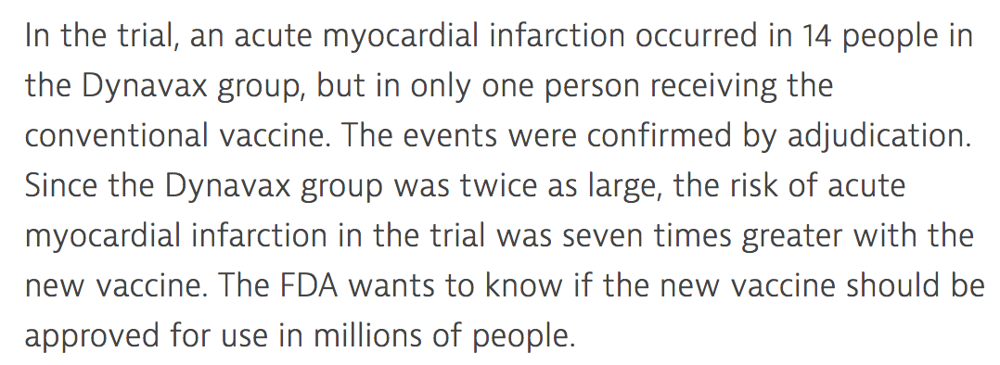 In the trial, an acute myocardial infarction occurred in 14 people in
the Dynavax group, but in only one person receiving the
conventional vaccine. The events were confirmed by adjudication.
Since the Dynavax group was twice as large, the risk of acute
myocardial infarction in the trial was seven times greater with the
new vaccine. The FDA wants to know if the new vaccine should be
approved for use in millions of people.